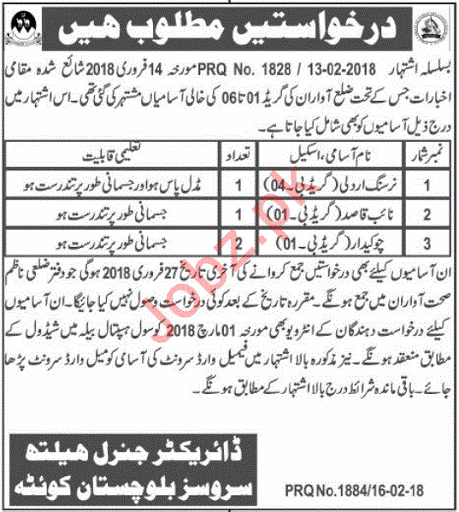 درخواستیں مطلوب ہیں
بسلسلہ اشتہار PRQ No. 1828 / 13-02-2018 مورخہ 14 فروری 2018 شائع شدہ مقامی
اخبارات جس کے تحت ضلع آواران کی گریڈ 01 تا 06 کی خالی آسامیاں مشتہر کی گئی تھی۔ اس اشتہار میں
درج ذیل آسامیوں کو بھی شامل کیا جاتا ہے۔
نمبر شمار نام آسامی، اسکیل تعداد تعلیمی قابلیت
1 نرسنگ اردلی (گریڈ بی۔04) 1 مڈل پاس ہو اور جسمانی طور پر تندرست ہو
2 نائب قاصد (گریڈ بی۔01) 1 جسمانی طور پر تندرست ہو
3 چوکیدار (گریڈ بی۔01) 2 جسمانی طور پر تندرست ہو
ان آسامیوں کیلئے بھی درخواستیں جمع کروانے کی آخری تاریخ 27 فروری 2018 ہوگی جو دفتر ضلعی ناظم
صحت آواران میں جمع ہونگے۔ مقررہ تاریخ کے بعد کوئی درخواست وصول نہیں کیا جائیگا۔ ان آسامیوں
کیلئے درخواست دہندگان کے انٹرویو بھی مورخہ 01 مارچ 2018 کو سول ہسپتال بیلہ میں شیڈول کے
مطابق منعقد ہونگے۔ نیز مذکورہ بالا اشتہار میں فیمیل وارڈ سرونٹ کی آسامی کو میل وارڈ سرونٹ پڑھا
جائے۔ باقی ماندہ شرائط درج بالا اشتہار کے مطابق ہونگے۔
ڈائریکٹر جنرل ہیلتھ
سروسز بلوچستان کوئٹہ
PRQ No.1884/16-02-18
Jobz.pk